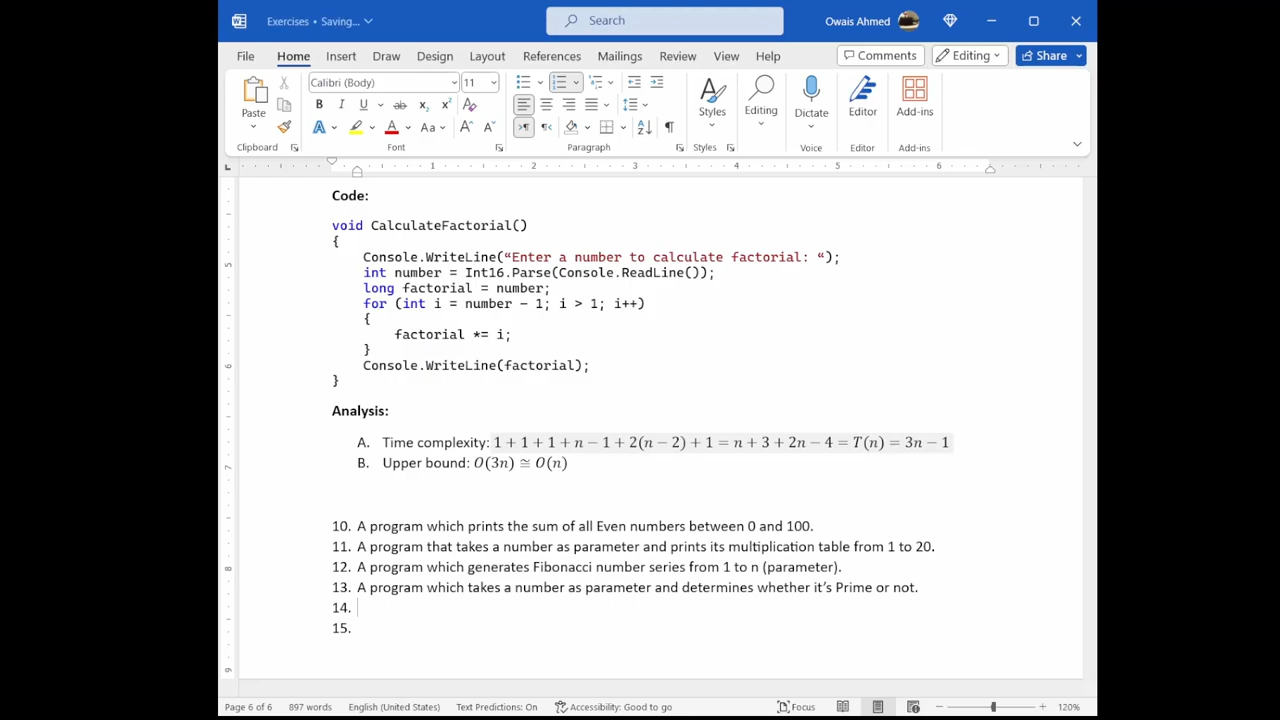 Exercises • Saving...
Search
Owais Ahmed
File Home Insert Draw Design Layout References Mailings Review View Help
Comments Editing Share
Calibri (Body) 11
Paste
Styles Editing Dictate Editor Add-ins
Clipboard Font Paragraph Styles Voice Editor Add-ins
1 2 3 4 5 6
Code:
void CalculateFactorial()
{
Console.WriteLine(“Enter a number to calculate factorial: “);
int number = Int16.Parse(Console.ReadLine());
long factorial = number;
for (int i = number – 1; i > 1; i++)
{
factorial *= i;
}
Console.WriteLine(factorial);
}
Analysis:
A. Time complexity: 1 + 1 + 1 + n − 1 + 2(n − 2) + 1 = n + 3 + 2n − 4 = T(n) = 3n − 1
B. Upper bound: O(3n) ≅ O(n)
10. A program which prints the sum of all Even numbers between 0 and 100.
11. A program that takes a number as parameter and prints its multiplication table from 1 to 20.
12. A program which generates Fibonacci number series from 1 to n (parameter).
13. A program which takes a number as parameter and determines whether it’s Prime or not.
14.
15.
Page 6 of 6 897 words English (United States) Text Predictions: On Accessibility: Good to go Focus 120%